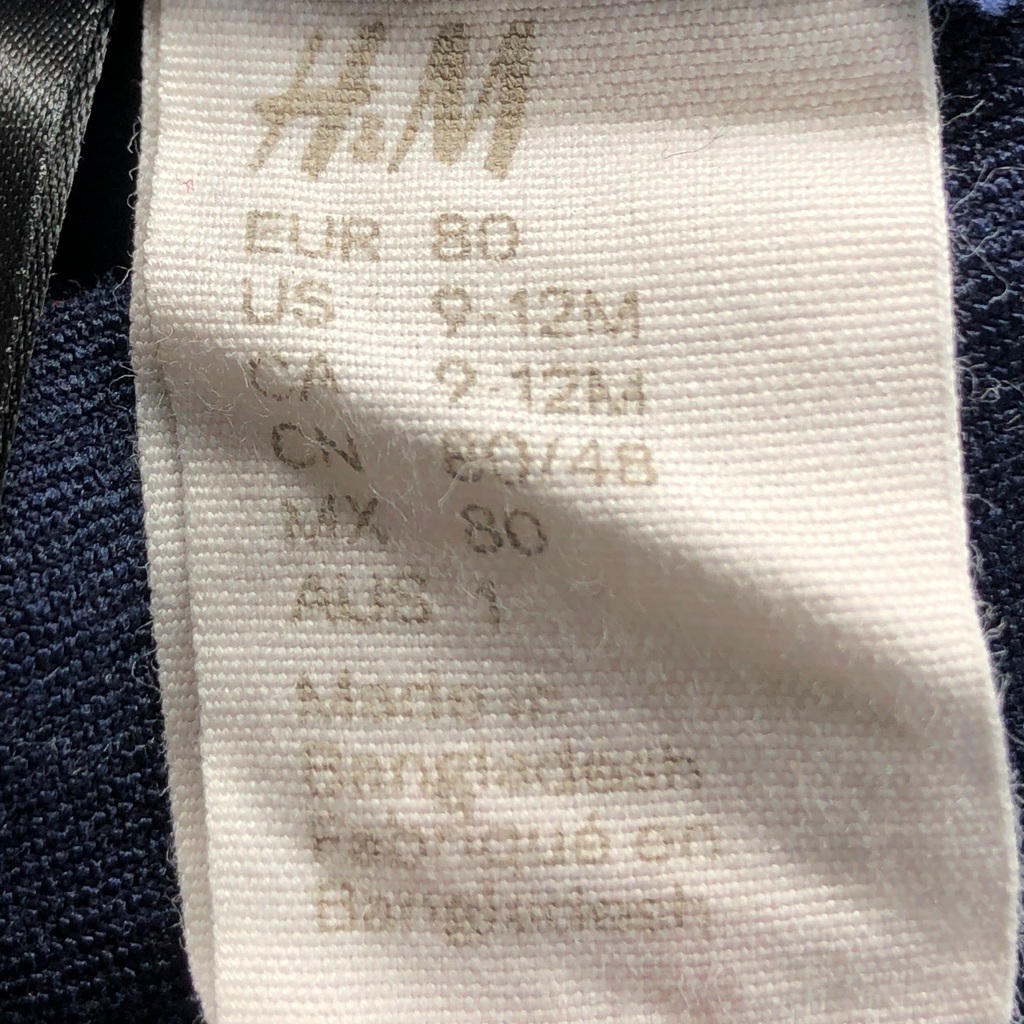 H&M
EUR 80
US 9-12M
CA 9-12M
CN 80/48
MX 80
AUS 1
Made in
Bangladesh
Fabriqué en
Bangladesh